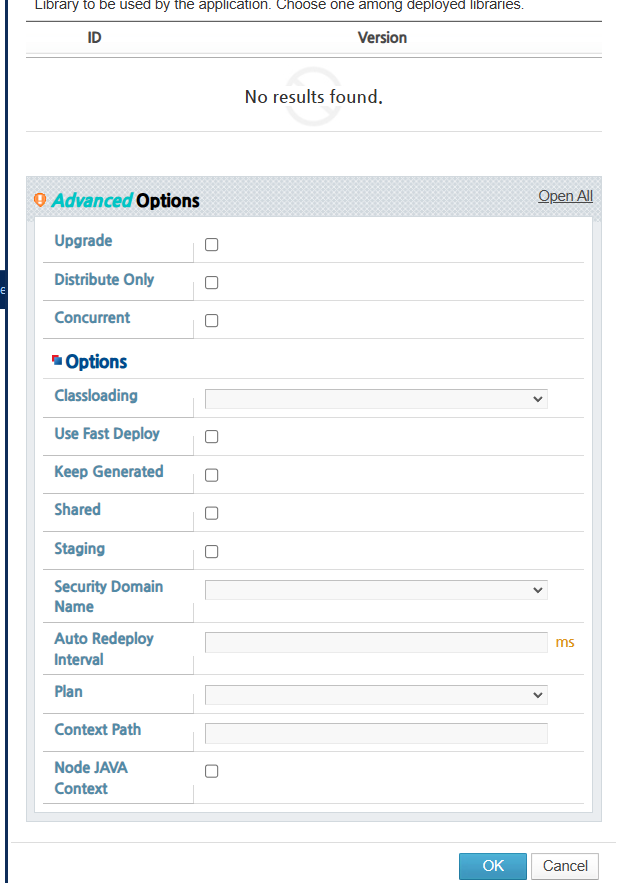 Library to be used by the application. Choose one among deployed libraries.
ID Version
No results found.
Advanced Options Open All
Upgrade
Distribute Only
Concurrent
Options
Classloading
Use Fast Deploy
Keep Generated
Shared
Staging
Security Domain
Name
Auto Redeploy
Interval
ms
Plan
Context Path
Node JAVA
Context
OK Cancel